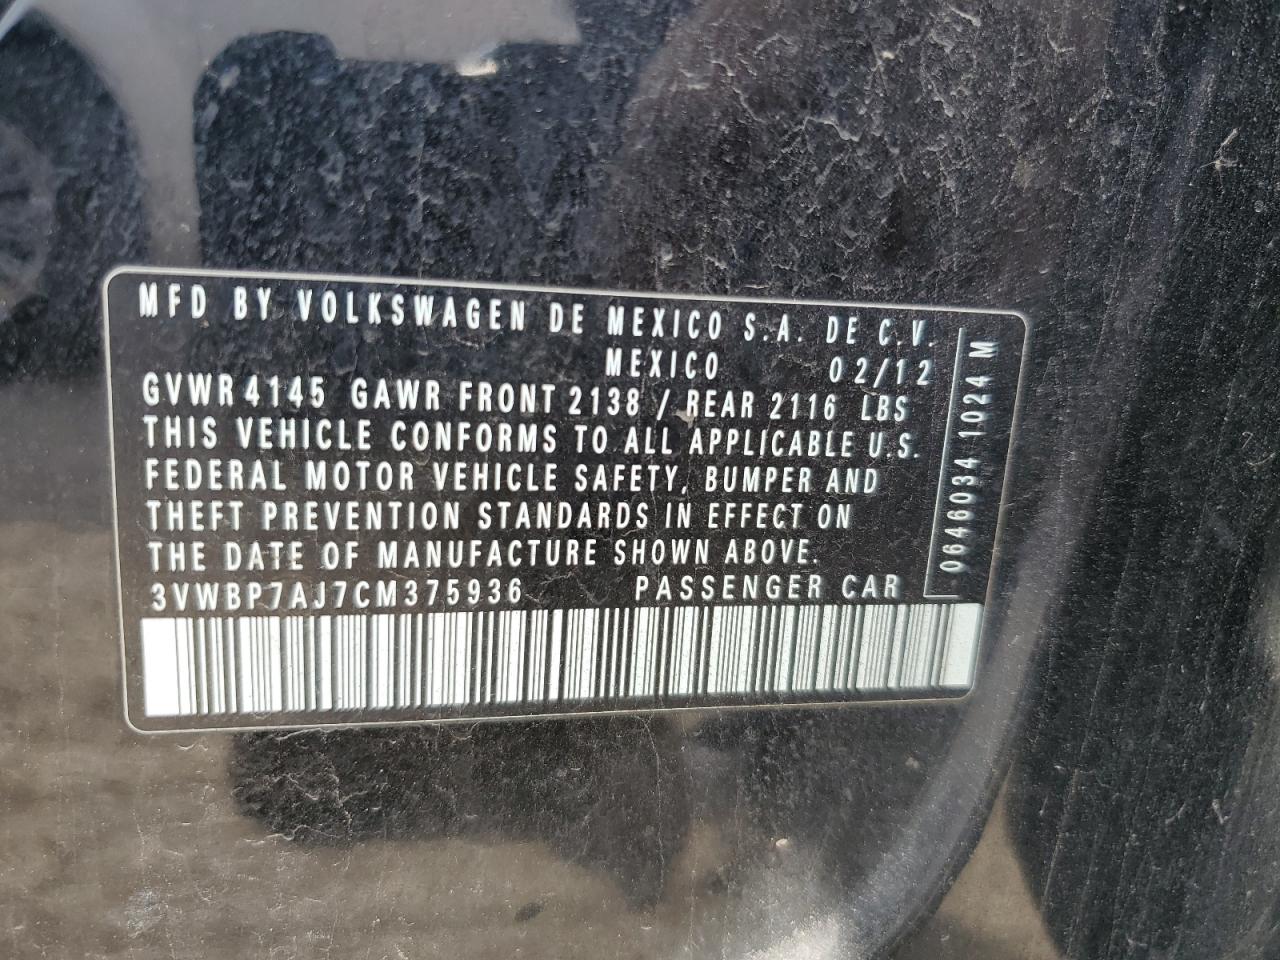 MFD BY VOLKSWAGEN DE MEXICO S.A. DE C.V.
MEXICO 02/12
GVWR 4145 GAWR FRONT 2138 / REAR 2116 LBS
THIS VEHICLE CONFORMS TO ALL APPLICABLE U.S.
FEDERAL MOTOR VEHICLE SAFETY, BUMPER AND
THEFT PREVENTION STANDARDS IN EFFECT ON
THE DATE OF MANUFACTURE SHOWN ABOVE.
3VWBP7AJ7CM375936 PASSENGER CAR
0646034 1024 M